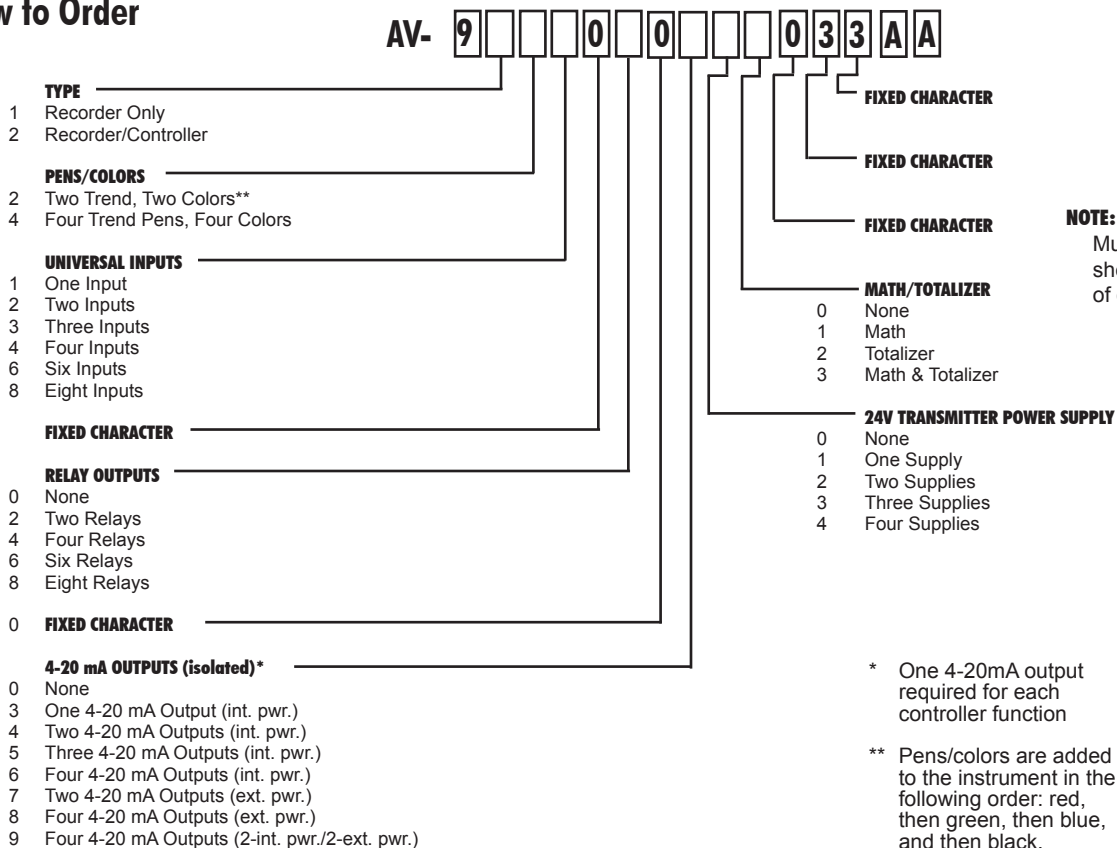 to Order
AV- 9 0 0 0 3 3 A A
TYPE
1 Recorder Only
2 Recorder/Controller
PENS/COLORS
2 Two Trend, Two Colors**
4 Four Trend Pens, Four Colors
UNIVERSAL INPUTS
1 One Input
2 Two Inputs
3 Three Inputs
4 Four Inputs
6 Six Inputs
8 Eight Inputs
FIXED CHARACTER
RELAY OUTPUTS
0 None
2 Two Relays
4 Four Relays
6 Six Relays
8 Eight Relays
0 FIXED CHARACTER
4-20 mA OUTPUTS (isolated)*
0 None
3 One 4-20 mA Output (int. pwr.)
4 Two 4-20 mA Outputs (int. pwr.)
5 Three 4-20 mA Outputs (int. pwr.)
6 Four 4-20 mA Outputs (int. pwr.)
7 Two 4-20 mA Outputs (ext. pwr.)
8 Four 4-20 mA Outputs (ext. pwr.)
9 Four 4-20 mA Outputs (2-int. pwr./2-ext. pwr.)
FIXED CHARACTER
FIXED CHARACTER
FIXED CHARACTER
MATH/TOTALIZER
0 None
1 Math
2 Totalizer
3 Math & Totalizer
24V TRANSMITTER POWER SUPPLY
0 None
1 One Supply
2 Two Supplies
3 Three Supplies
4 Four Supplies
NOTE:
of
* One 4-20mA output
required for each
controller function
** Pens/colors are added
to the instrument in the
following order: red,
then green, then blue,
and then black.